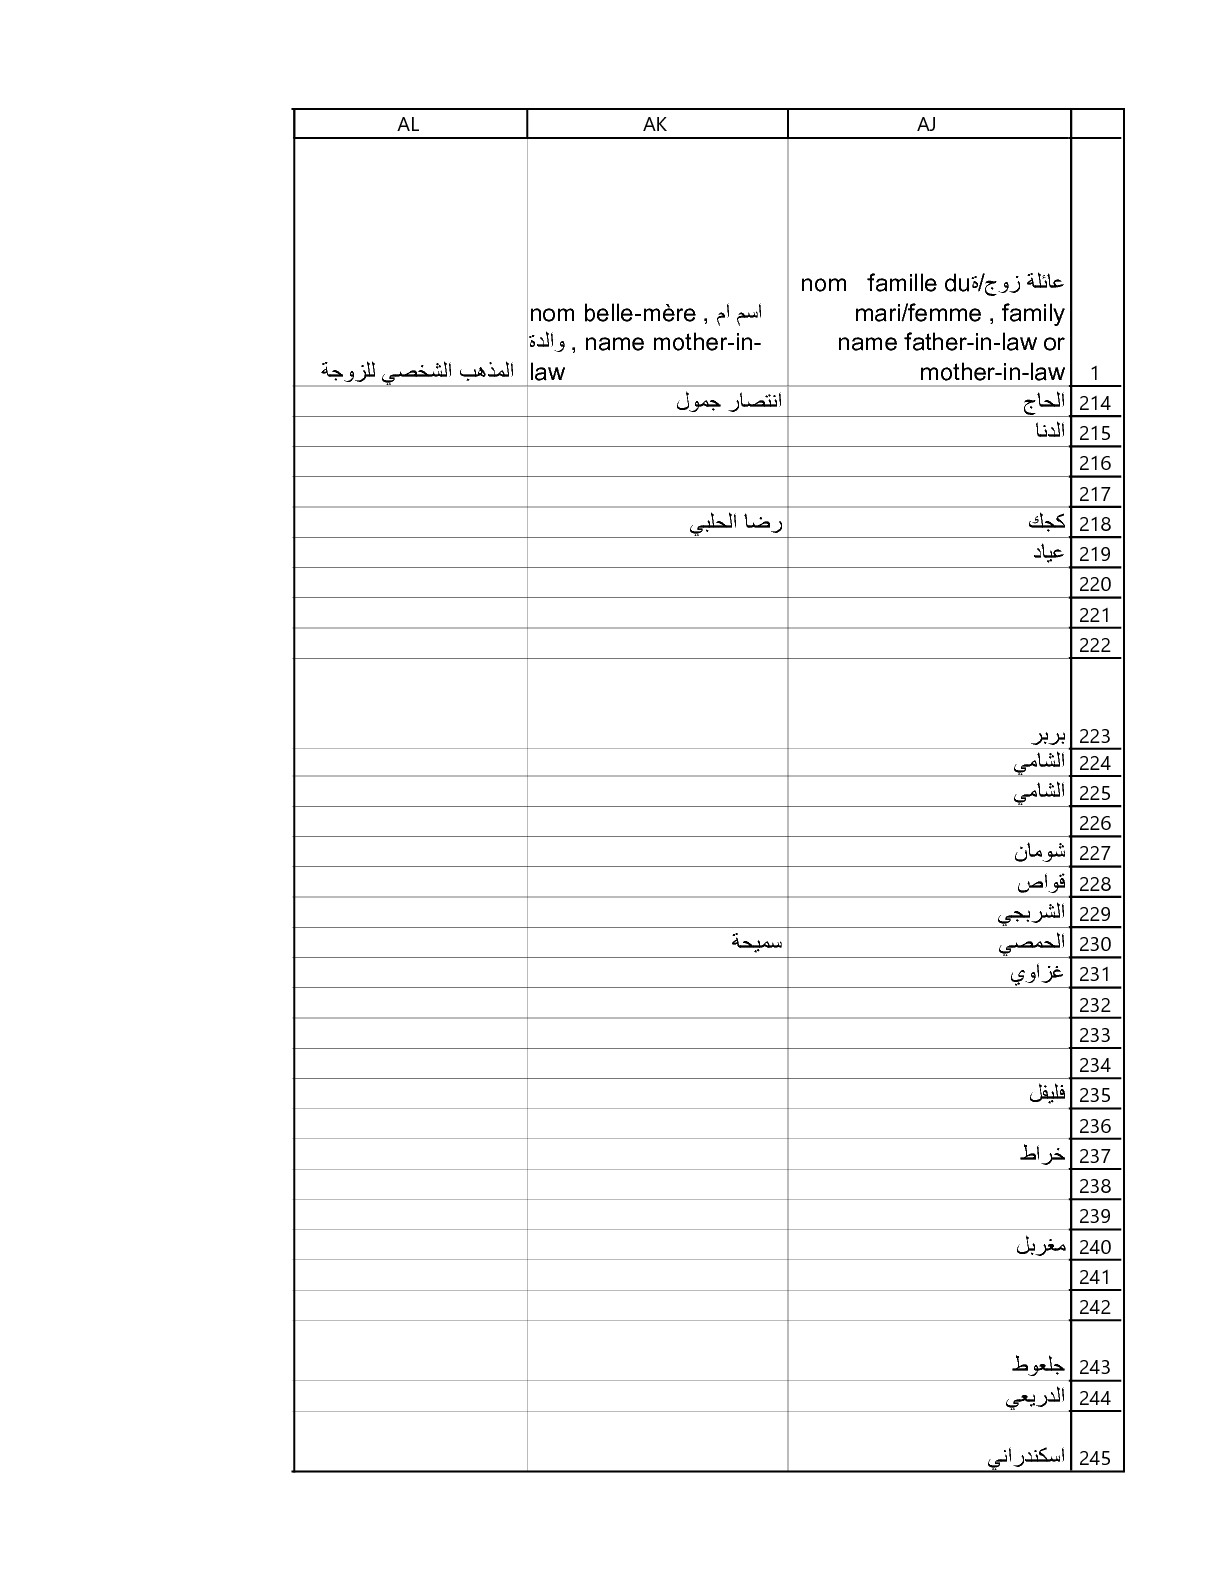 AJ AK AL
1
عائلة زوج/ة nom famille du
mari/femme , family
name father-in-law or
mother-in-law
nom belle-mère , اسم ام
والدة , name mother-in-
law
المذهب الشخصي للزوجة
214 الحاج انتصار جمول
215 الدنا
216
217
218 كجك رضا الحلبي
219 عياد
220
221
222
223 بربر
224 الشامي
225 الشامي
226
227 شومان
228 قواص
229 الشربجي
230 الحمصي سميحة
231 غزاوي
232
233
234
235 فليفل
236
237 خراط
238
239
240 مغربل
241
242
243 جلعوط
244 الدريعي
245 اسكندراني